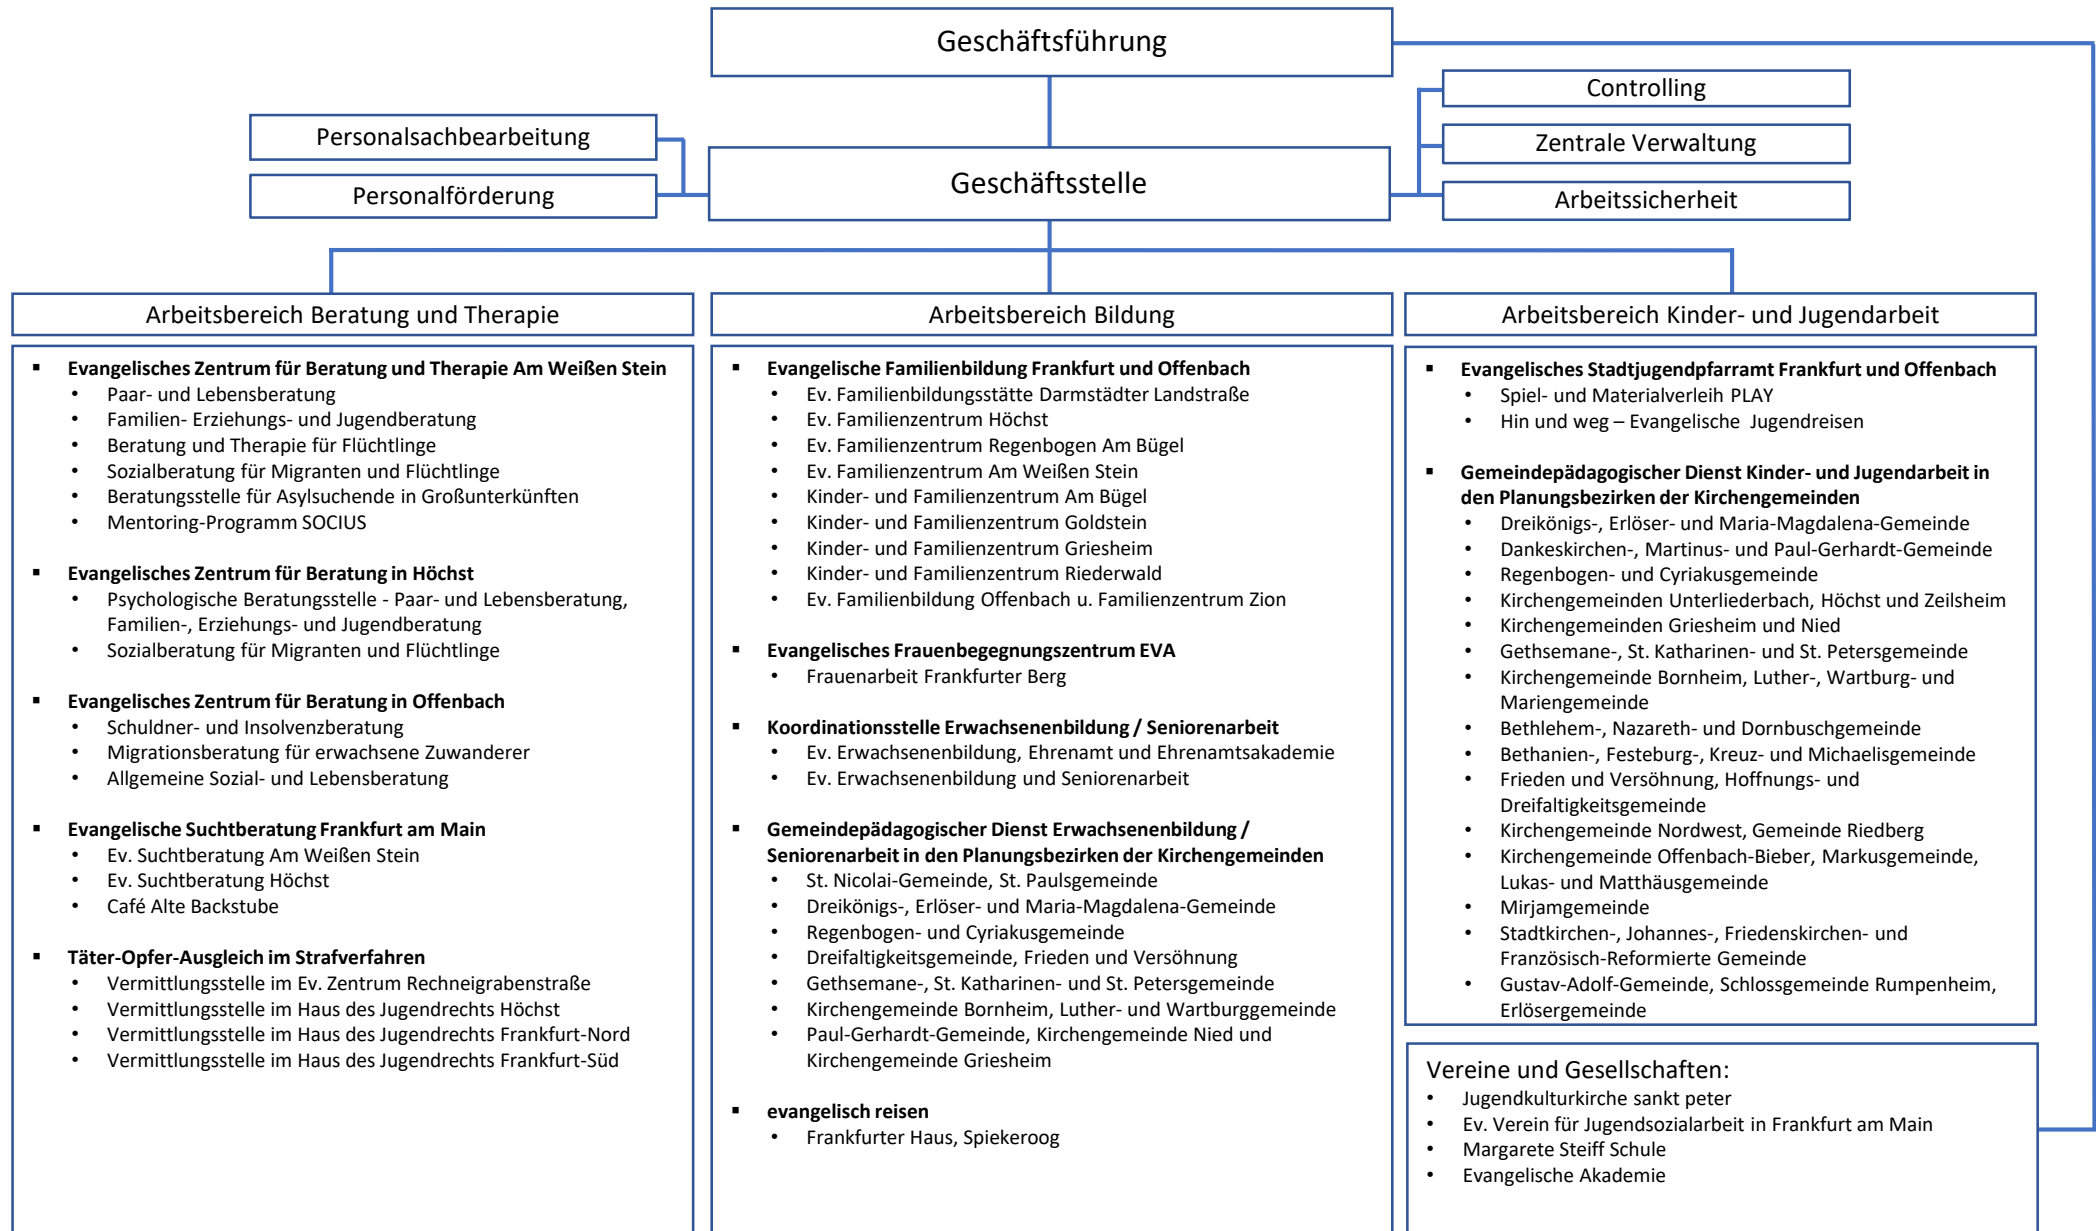 Geschäftsführung
Controlling
Personalsachbearbeitung
Zentrale Verwaltung
Geschäftsstelle
Personalförderung
Arbeitssicherheit
Arbeitsbereich Beratung und Therapie
▪ Evangelisches Zentrum für Beratung und Therapie Am Weißen Stein
• Paar- und Lebensberatung
• Familien- Erziehungs- und Jugendberatung
• Beratung und Therapie für Flüchtlinge
• Sozialberatung für Migranten und Flüchtlinge
• Beratungsstelle für Asylsuchende in Großunterkünften
• Mentoring-Programm SOCIUS
▪ Evangelisches Zentrum für Beratung in Höchst
• Psychologische Beratungsstelle - Paar- und Lebensberatung,
Familien-, Erziehungs- und Jugendberatung
• Sozialberatung für Migranten und Flüchtlinge
▪ Evangelisches Zentrum für Beratung in Offenbach
• Schuldner- und Insolvenzberatung
• Migrationsberatung für erwachsene Zuwanderer
• Allgemeine Sozial- und Lebensberatung
▪ Evangelische Suchtberatung Frankfurt am Main
• Ev. Suchtberatung Am Weißen Stein
• Ev. Suchtberatung Höchst
• Café Alte Backstube
▪ Täter-Opfer-Ausgleich im Strafverfahren
• Vermittlungsstelle im Ev. Zentrum Rechneigrabenstraße
• Vermittlungsstelle im Haus des Jugendrechts Höchst
• Vermittlungsstelle im Haus des Jugendrechts Frankfurt-Nord
• Vermittlungsstelle im Haus des Jugendrechts Frankfurt-Süd
Arbeitsbereich Bildung
▪ Evangelische Familienbildung Frankfurt und Offenbach
• Ev. Familienbildungsstätte Darmstädter Landstraße
• Ev. Familienzentrum Höchst
• Ev. Familienzentrum Regenbogen Am Bügel
• Ev. Familienzentrum Am Weißen Stein
• Kinder- und Familienzentrum Am Bügel
• Kinder- und Familienzentrum Goldstein
• Kinder- und Familienzentrum Griesheim
• Kinder- und Familienzentrum Riederwald
• Ev. Familienbildung Offenbach u. Familienzentrum Zion
▪ Evangelisches Frauenbegegnungszentrum EVA
• Frauenarbeit Frankfurter Berg
▪ Koordinationsstelle Erwachsenenbildung / Seniorenarbeit
• Ev. Erwachsenenbildung, Ehrenamt und Ehrenamtsakademie
• Ev. Erwachsenenbildung und Seniorenarbeit
▪ Gemeindepädagogischer Dienst Erwachsenenbildung /
Seniorenarbeit in den Planungsbezirken der Kirchengemeinden
• St. Nicolai-Gemeinde, St. Paulsgemeinde
• Dreikönigs-, Erlöser- und Maria-Magdalena-Gemeinde
• Regenbogen- und Cyriakusgemeinde
• Dreifaltigkeitsgemeinde, Frieden und Versöhnung
• Gethsemane-, St. Katharinen- und St. Petersgemeinde
• Kirchengemeinde Bornheim, Luther- und Wartburggemeinde
• Paul-Gerhardt-Gemeinde, Kirchengemeinde Nied und
Kirchengemeinde Griesheim
▪ evangelisch reisen
• Frankfurter Haus, Spiekeroog
Arbeitsbereich Kinder- und Jugendarbeit
▪ Evangelisches Stadtjugendpfarramt Frankfurt und Offenbach
• Spiel- und Materialverleih PLAY
• Hin und weg – Evangelische Jugendreisen
▪ Gemeindepädagogischer Dienst Kinder- und Jugendarbeit in
den Planungsbezirken der Kirchengemeinden
• Dreikönigs-, Erlöser- und Maria-Magdalena-Gemeinde
• Dankeskirchen-, Martinus- und Paul-Gerhardt-Gemeinde
• Regenbogen- und Cyriakusgemeinde
• Kirchengemeinden Unterliederbach, Höchst und Zeilsheim
• Kirchengemeinden Griesheim und Nied
• Gethsemane-, St. Katharinen- und St. Petersgemeinde
• Kirchengemeinde Bornheim, Luther-, Wartburg- und
Mariengemeinde
• Bethlehem-, Nazareth- und Dornbuschgemeinde
• Bethanien-, Festeburg-, Kreuz- und Michaelisgemeinde
• Frieden und Versöhnung, Hoffnungs- und
Dreifaltigkeitsgemeinde
• Kirchengemeinde Nordwest, Gemeinde Riedberg
• Kirchengemeinde Offenbach-Bieber, Markusgemeinde,
Lukas- und Matthäusgemeinde
• Mirjamgemeinde
• Stadtkirchen-, Johannes-, Friedenskirchen- und
Französisch-Reformierte Gemeinde
• Gustav-Adolf-Gemeinde, Schlossgemeinde Rumpenheim,
Erlösergemeinde
Vereine und Gesellschaften:
• Jugendkulturkirche sankt peter
• Ev. Verein für Jugendsozialarbeit in Frankfurt am Main
• Margarete Steiff Schule
• Evangelische Akademie